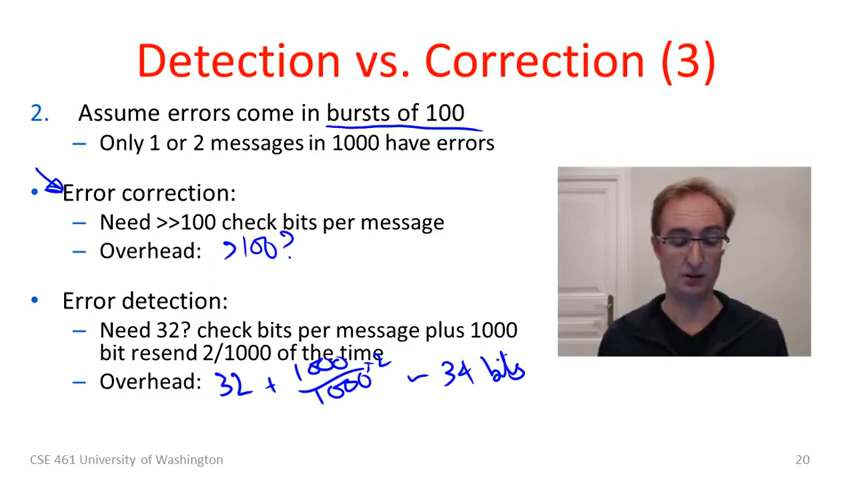 Detection vs. Correction (3)
2. Assume errors come in bursts of 100
– Only 1 or 2 messages in 1000 have errors
• Error correction:
– Need >>100 check bits per message
– Overhead: >100?
• Error detection:
– Need 32? check bits per message plus 1000
bit resend 2/1000 of the time
– Overhead: 32 + 1000/1000 *2 ~ 34 bits
CSE 461 University of Washington 20